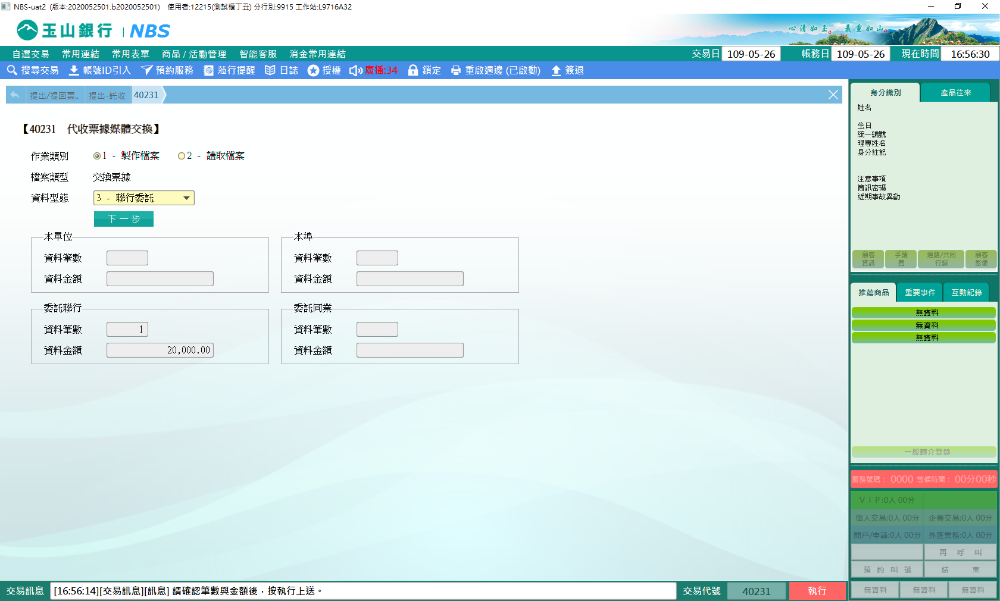 NBS-uat2 (版本:2020052501.b2020052501) 使用者:12215(測試櫃丁丑) 分行別:9915 工作站:L9716A32
玉山銀行 | NBS
心清如玉。 義重如山。
自選交易 常用連結 常用表單 商品 / 活動管理 智能客服 消金常用連結 交易日 109-05-26 帳務日 109-05-26 現在時間 16:56:30
搜尋交易 帳號ID引入 預約服務 蒞行提醒 日誌 授權 廣播:34 鎖定 重啟週邊 (已啟動) 簽退
提出/提回票.. 提出-託收 40231
【40231 代收票據媒體交換】
作業類別 1 - 製作檔案 2 - 讀取檔案
檔案類型 交換票據
資料型態 3 - 聯行委託
下一步
本單位
資料筆數
資料金額
本埠
資料筆數
資料金額
委託聯行
資料筆數 1
資料金額 20,000.00
委託同業
資料筆數
資料金額
身分識別 產品往來
姓名
生日
統一編號
理專姓名
身分註記
注意事項
簡訊密碼
近期事故異動
顧客資訊 手續費 通路/共同行銷 顧客影像
推薦商品 重要事件 互動記錄
無資料
無資料
無資料
一般轉介登錄
服務號碼： 0000 等候時間： 00分00秒
ＶＩＰ:0人 00分
個人交易:0人 00分 企業交易:0人 00分
開戶/申請:0人 00分 外匯業務:0人 00分
再 呼 叫
預 約 叫 號 結 束
無資料 無資料 無資料
交易訊息 [16:56:14][交易訊息][訊息] 請確認筆數與金額後，按執行上送。 交易代號 40231 執行